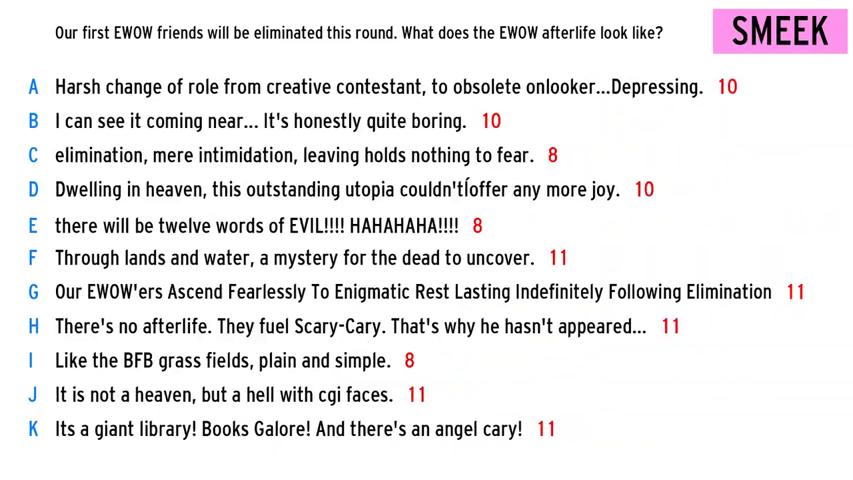 Our first EWOW friends will be eliminated this round. What does the EWOW afterlife look like?
SMEEK
A Harsh change of role from creative contestant, to obsolete onlooker...Depressing. 10
B I can see it coming near... It's honestly quite boring. 10
C elimination, mere intimidation, leaving holds nothing to fear. 8
D Dwelling in heaven, this outstanding utopia couldn'tÍoffer any more joy. 10
E there will be twelve words of EVIL!!!! HAHAHAHA!!!! 8
F Through lands and water, a mystery for the dead to uncover. 11
G Our EWOW'ers Ascend Fearlessly To Enigmatic Rest Lasting Indefinitely Following Elimination 11
H There's no afterlife. They fuel Scary-Cary. That's why he hasn't appeared... 11
I Like the BFB grass fields, plain and simple. 8
J It is not a heaven, but a hell with cgi faces. 11
K Its a giant library! Books Galore! And there's an angel cary! 11